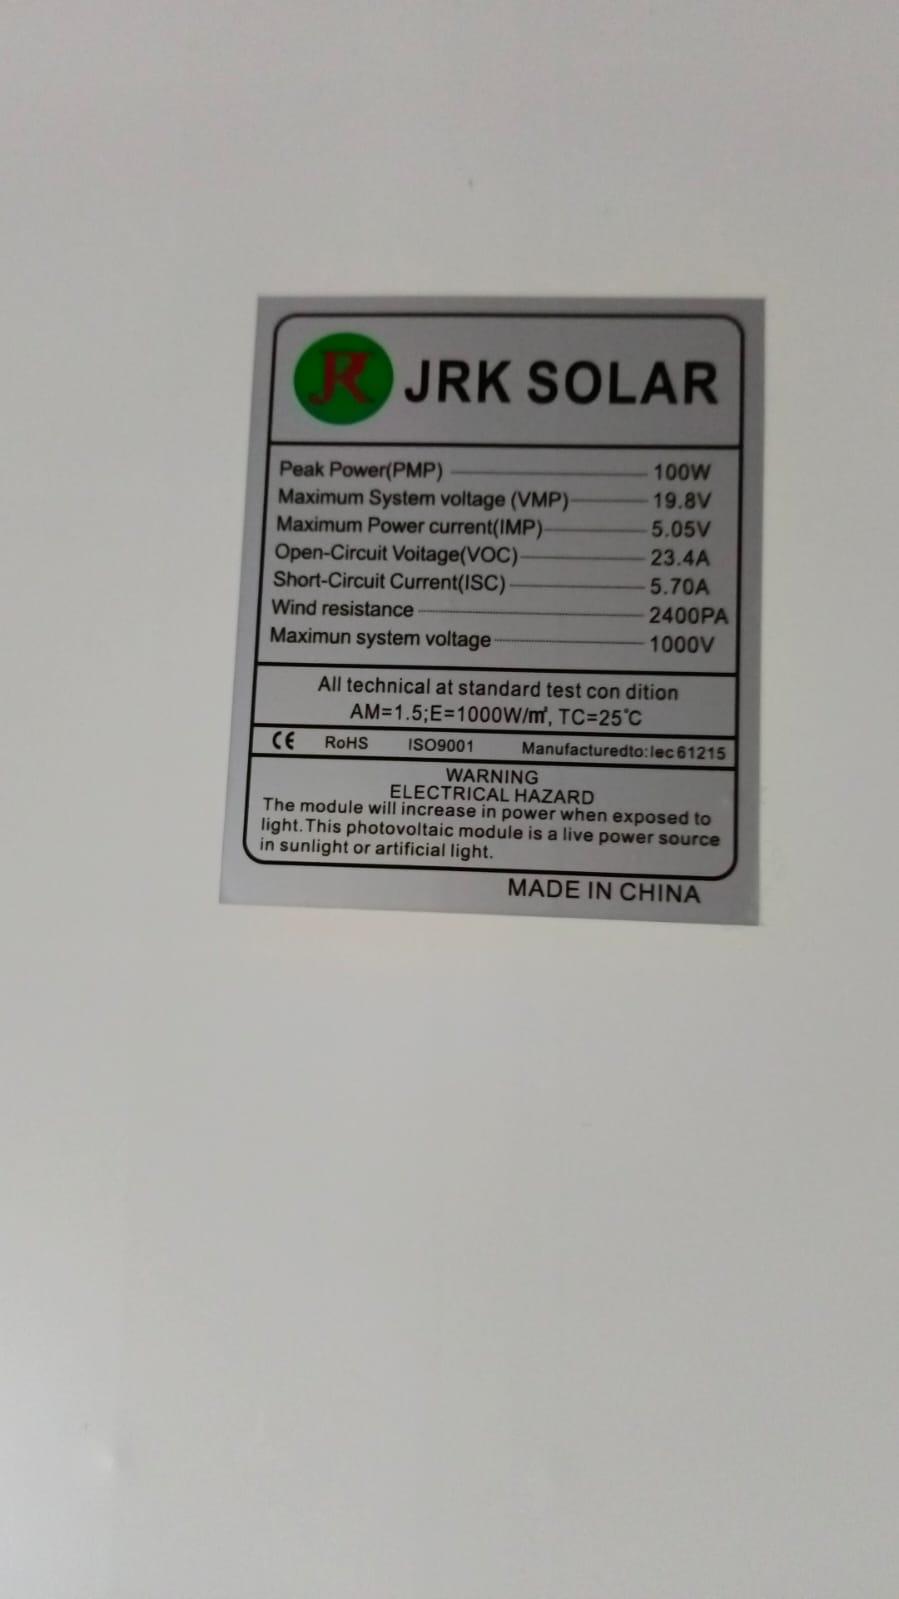 JRK SOLAR
Peak Power(PMP) 100W
Maximum System voltage (VMP) 19.8V
Maximum Power current(IMP) 5.05V
Open-Circuit Voitage(VOC) 23.4A
Short-Circuit Current(ISC) 5.70A
Wind resistance 2400PA
Maximun system voltage 1000V
All technical at standard test con dition
AM=1.5;E=1000W/㎡, TC=25℃
CE RoHS ISO9001 Manufacturedto:Iec61215
WARNING
ELECTRICAL HAZARD
The module will increase in power when exposed to
light.This photovoltaic module is a live power source
in sunlight or artificial light.
MADE IN CHINA